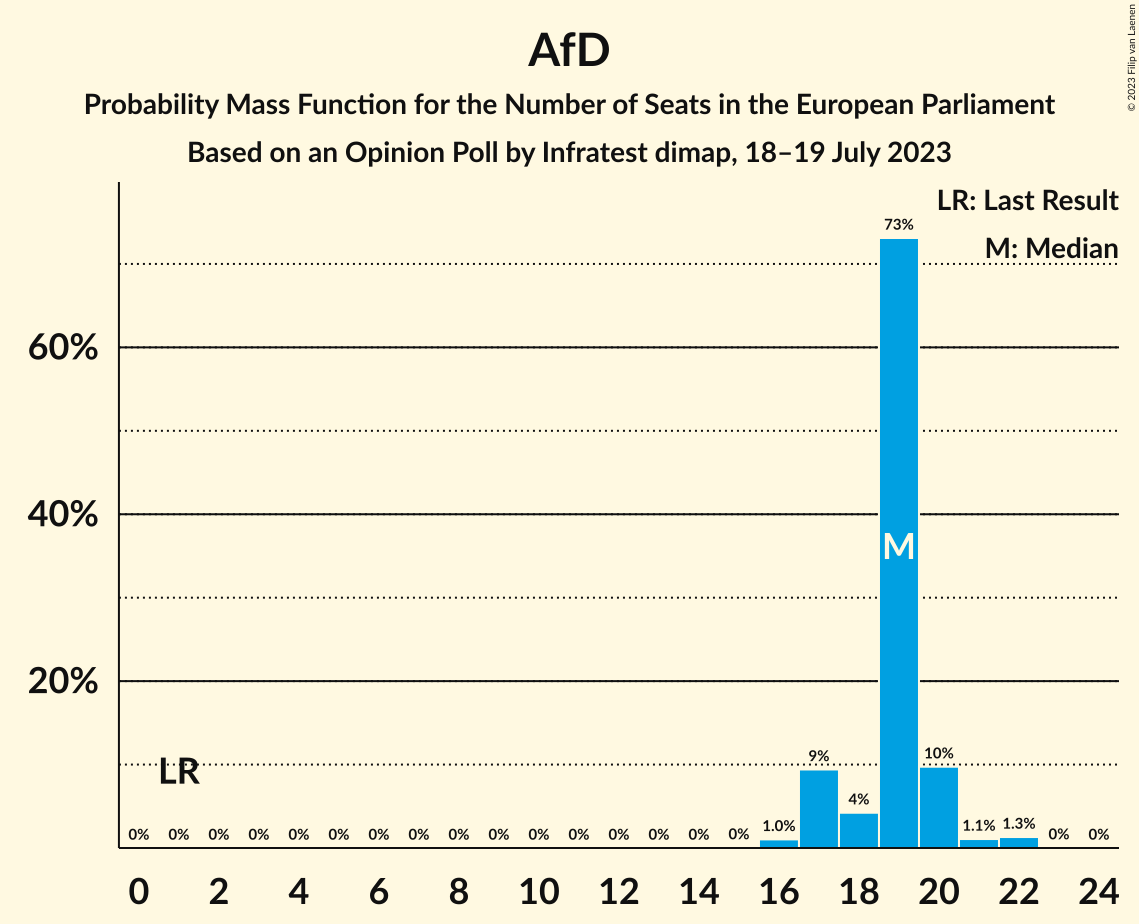 AfD
Probability Mass Function for the Number of Seats in the European Parliament
Based on an Opinion Poll by Infratest dimap, 18–19 July 2023
© 2023 Filip van Laenen
LR: Last Result
M: Median
73%
60%
40%
M
20%
LR
9%
10%
4%
0% 0% 0% 0% 0% 0% 0% 0% 0% 0% 0% 0% 0% 0% 0% 0% 1.0% 1.1% 1.3% 0% 0%
0 2 4 6 8 10 12 14 16 18 20 22 24